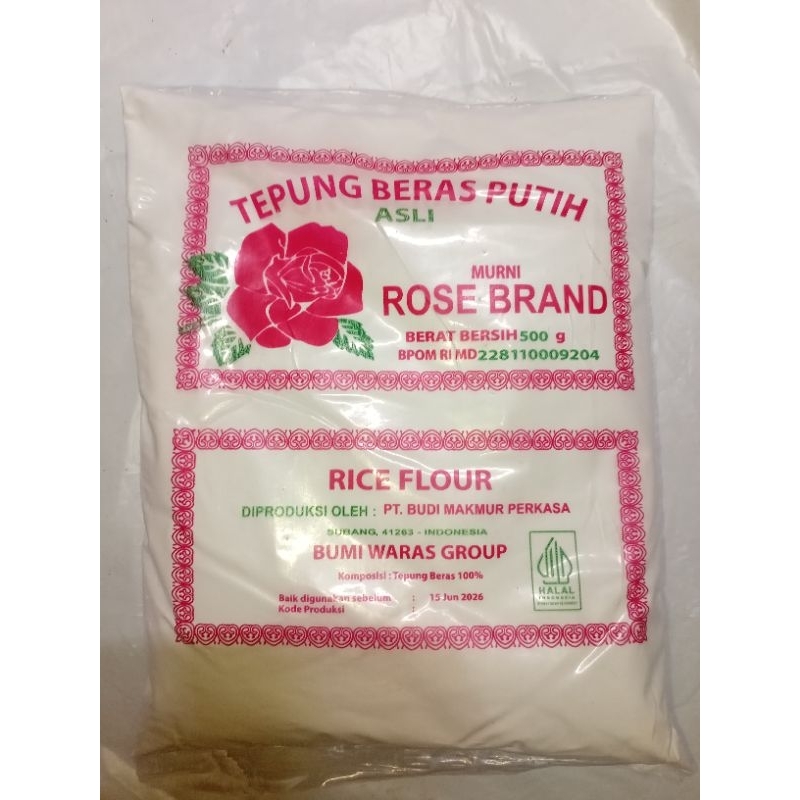 TEPUNG BERAS PUTIH
ASLI
MURNI
ROSE BRAND
BERAT BERSIH 500 g
BPOM RI MD 228110009204
RICE FLOUR
DIPRODUKSI OLEH : PT. BUDI MAKMUR PERKASA
SUBANG, 41263 - INDONESIA
BUMI WARAS GROUP
Komposisi : Tepung Beras 100%
Baik digunakan sebelum : 15 Jun 2026
Kode Produksi :
HALAL
INDONESIA